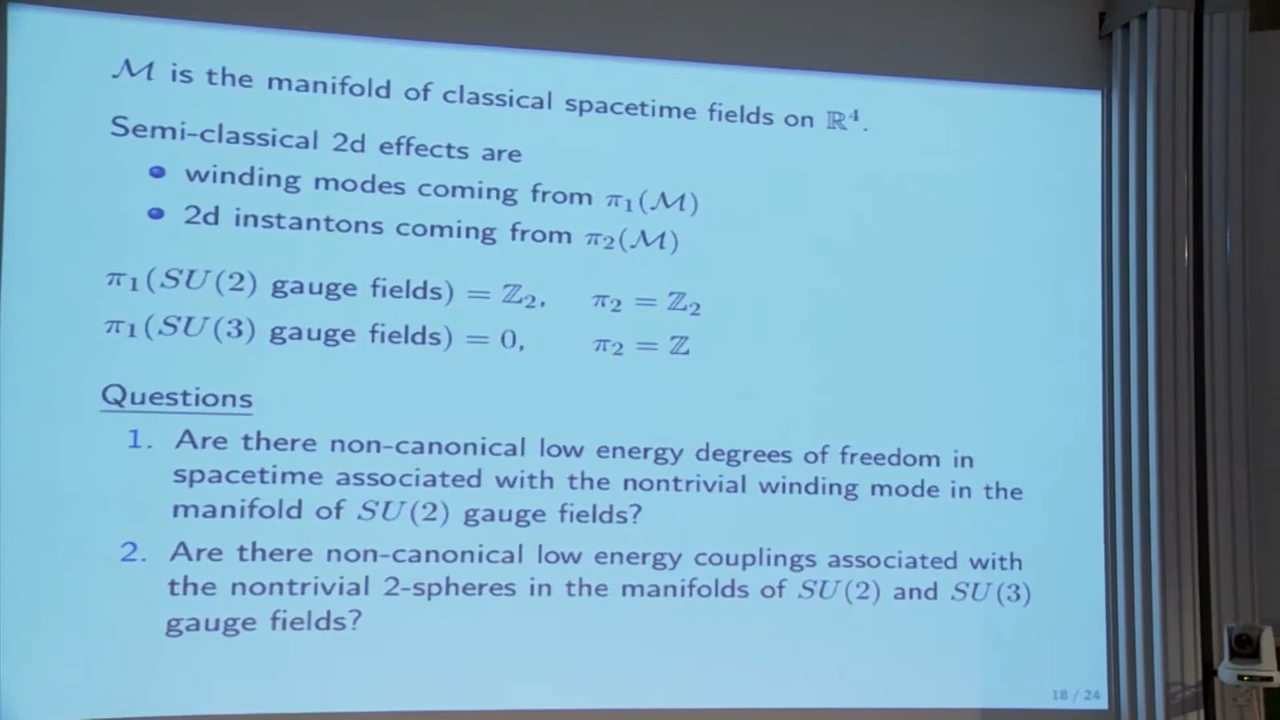 ℳ is the manifold of classical spacetime fields on ℝ⁴.
Semi-classical 2d effects are
• winding modes coming from π₁(ℳ)
• 2d instantons coming from π₂(ℳ)
π₁(SU(2) gauge fields) = ℤ₂, π₂ = ℤ₂
π₁(SU(3) gauge fields) = 0, π₂ = ℤ
Questions
1. Are there non-canonical low energy degrees of freedom in
spacetime associated with the nontrivial winding mode in the
manifold of SU(2) gauge fields?
2. Are there non-canonical low energy couplings associated with
the nontrivial 2-spheres in the manifolds of SU(2) and SU(3)
gauge fields?
18 / 24